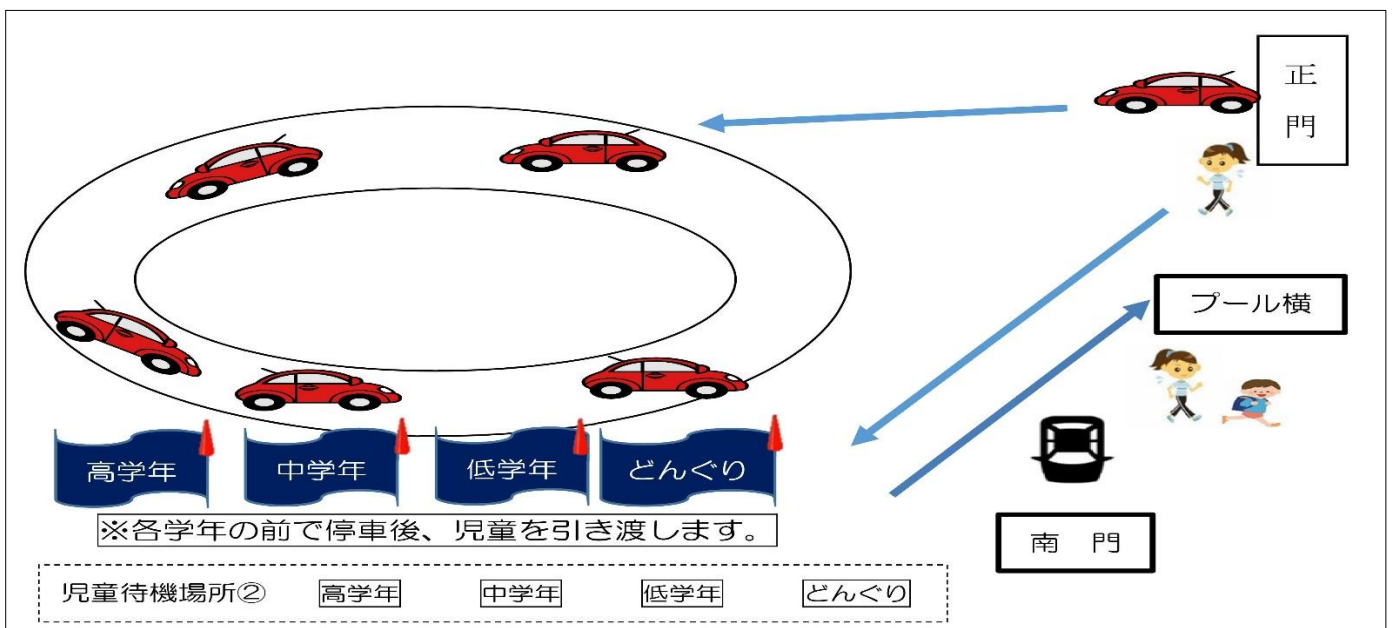 正
門
プール横
高学年
中学年
低学年
どんぐり
※各学年の前で停車後、児童を引き渡します。
南 門
児童待機場所② 高学年 中学年 低学年 どんぐり